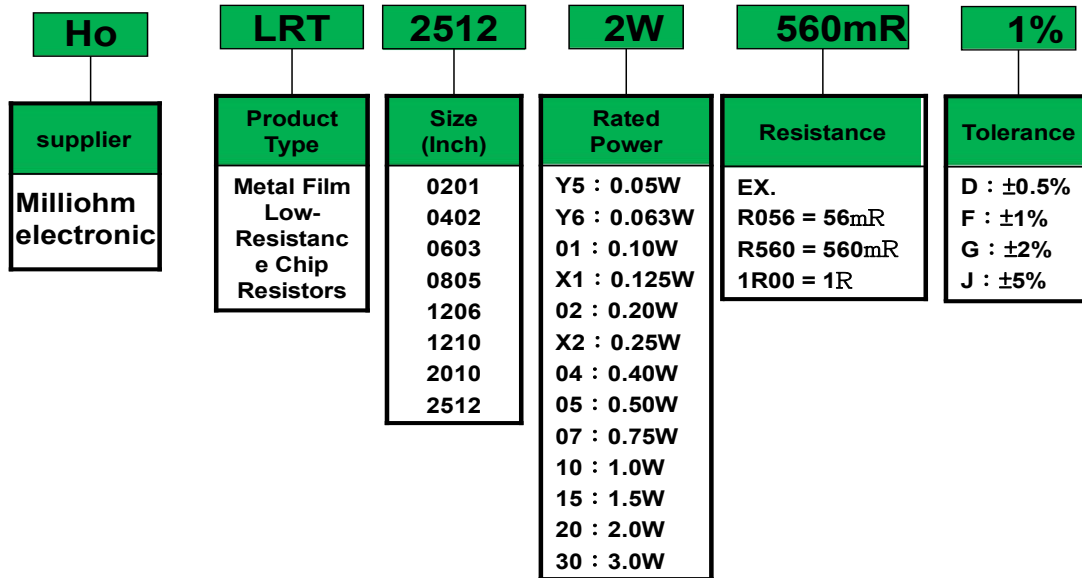 Ho LRT 2512 2W 560mR 1%
supplier
Milliohm
electronic
Product
Type
Metal Film
Low-
Resistanc
e Chip
Resistors
Size
(Inch)
0201
0402
0603
0805
1206
1210
2010
2512
Rated
Power
Y5：0.05W
Y6：0.063W
01：0.10W
X1：0.125W
02：0.20W
X2：0.25W
04：0.40W
05：0.50W
07：0.75W
10：1.0W
15：1.5W
20：2.0W
30：3.0W
Resistance
EX.
R056 = 56mR
R560 = 560mR
1R00 = 1R
Tolerance
D：±0.5%
F：±1%
G：±2%
J：±5%